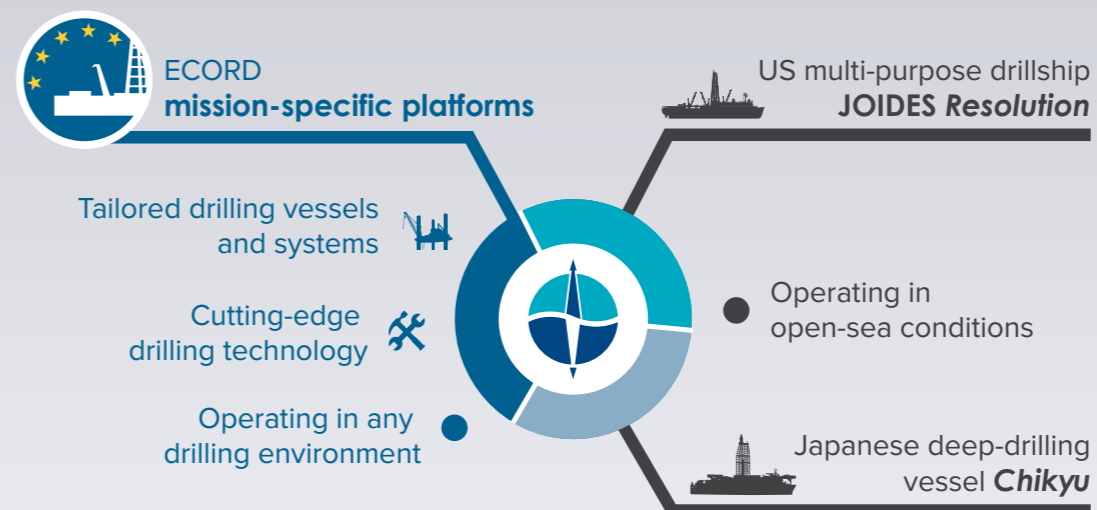 ECORD
mission-specific platforms
Tailored drilling vessels
and systems
Cutting-edge
drilling technology
Operating in any
drilling environment
US multi-purpose drillship
JOIDES Resolution
Operating in
open-sea conditions
Japanese deep-drilling
vessel Chikyu